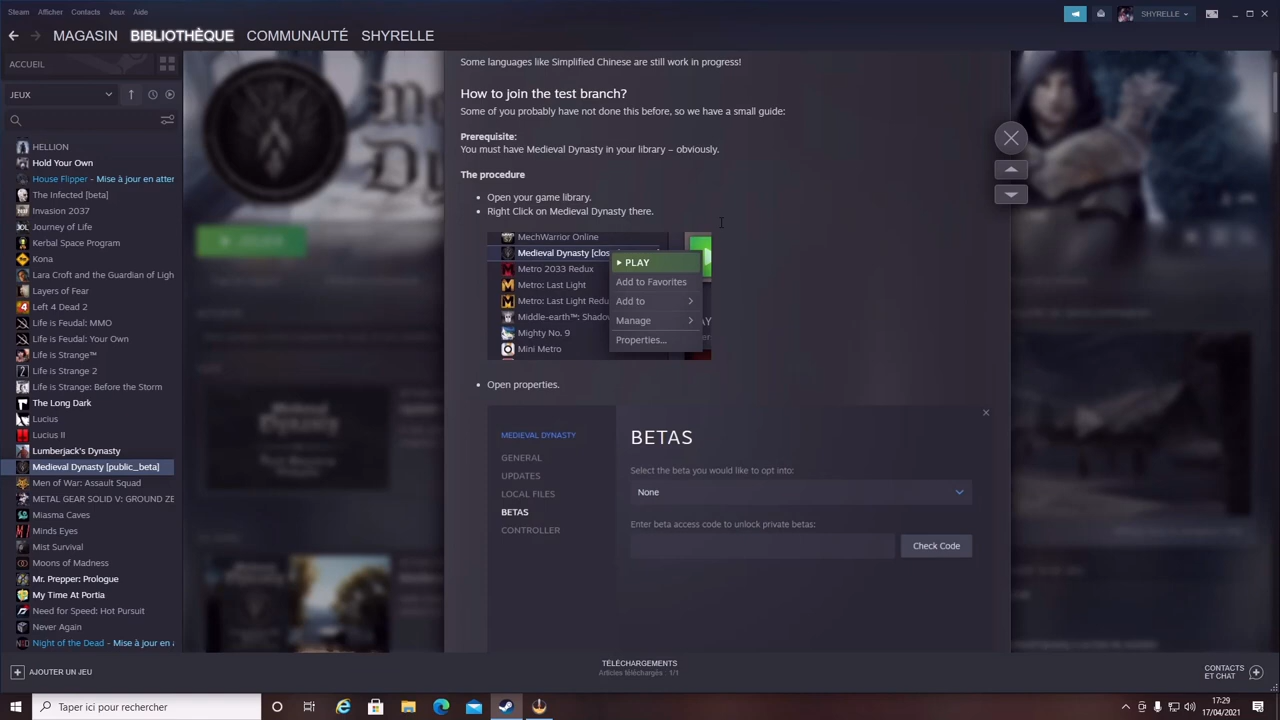 Steam Afficher Contacts Jeux Aide
SHYRELLE
MAGASIN BIBLIOTHÈQUE COMMUNAUTÉ SHYRELLE
ACCUEIL
JEUX
HELLION
Hold Your Own
House Flipper - Mise à jour en atter
The Infected [beta]
Invasion 2037
Journey of Life
Kerbal Space Program
Kona
Lara Croft and the Guardian of Ligh
Layers of Fear
Left 4 Dead 2
Life is Feudal: MMO
Life is Feudal: Your Own
Life is Strange™
Life is Strange 2
Life is Strange: Before the Storm
The Long Dark
Lucius
Lucius II
Lumberjack's Dynasty
Medieval Dynasty [public_beta]
Men of War: Assault Squad
METAL GEAR SOLID V: GROUND ZE
Miasma Caves
Minds Eyes
Mist Survival
Moons of Madness
Mr. Prepper: Prologue
My Time At Portia
Need for Speed: Hot Pursuit
Never Again
Night of the Dead - Mise à jour en a
Some languages like Simplified Chinese are still work in progress!
How to join the test branch?
Some of you probably have not done this before, so we have a small guide:
Prerequisite:
You must have Medieval Dynasty in your library – obviously.
The procedure
• Open your game library.
• Right Click on Medieval Dynasty there.
MechWarrior Online
Medieval Dynasty [clos
Metro 2033 Redux
Metro: Last Light
Metro: Last Light Redu
Middle-earth™: Shado
Mighty No. 9
Mini Metro
PLAY
Add to Favorites
Add to
Manage
Properties...
• Open properties.
MEDIEVAL DYNASTY
GENERAL
UPDATES
LOCAL FILES
BETAS
CONTROLLER
BETAS
Select the beta you would like to opt into:
None
Enter beta access code to unlock private betas:
Check Code
AJOUTER UN JEU
TÉLÉCHARGEMENTS
Articles téléchargés : 1/1
CONTACTS
ET CHAT
Taper ici pour rechercher
17:29
17/04/2021